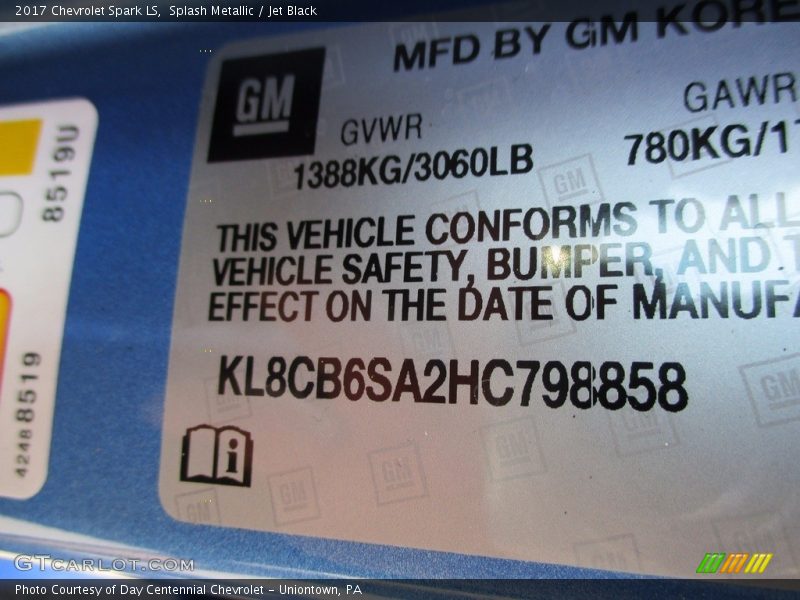 2017 Chevrolet Spark LS, Splash Metallic / Jet Black
MFD BY GM KORE
GM
GVWR
GAWR
1388KG/3060LB
780KG/17
THIS VEHICLE CONFORMS TO ALL
VEHICLE SAFETY, BUMPER, AND T
EFFECT ON THE DATE OF MANUFA
KL8CB6SA2HC798858
8519U
42488519
GTCARLOT.COM
Photo Courtesy of Day Centennial Chevrolet - Uniontown, PA